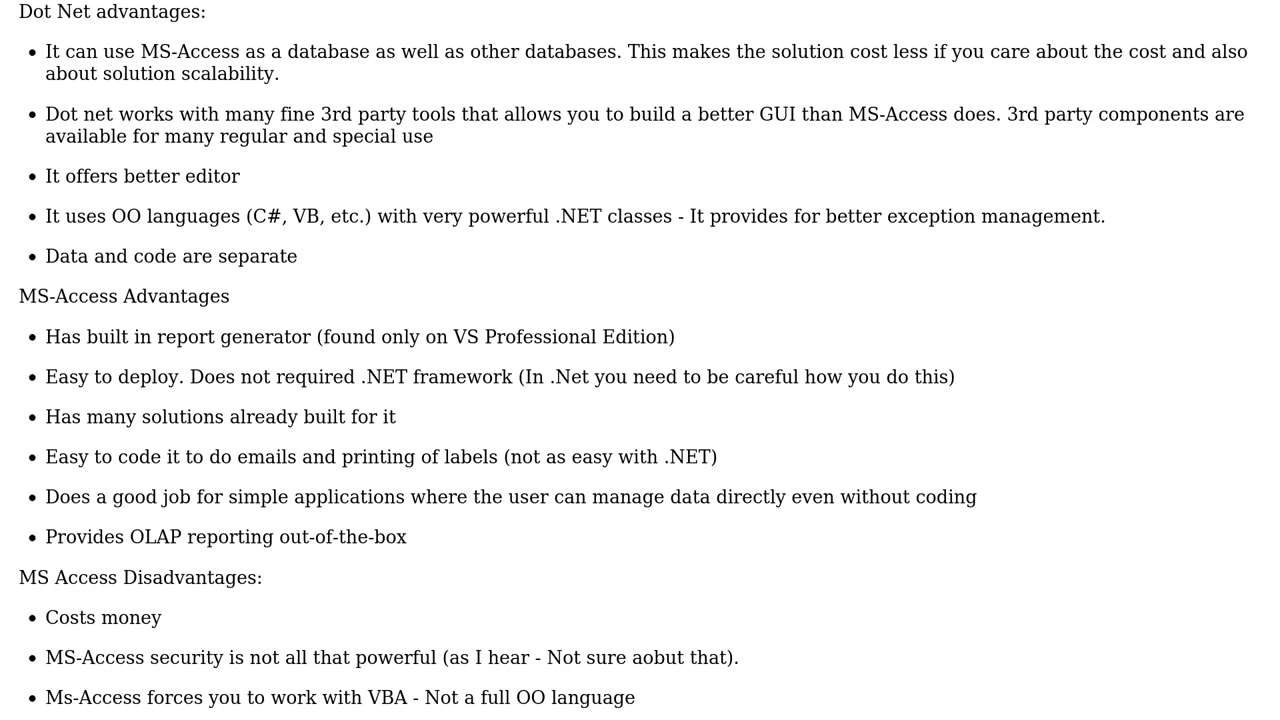 Dot Net advantages:
• It can use MS-Access as a database as well as other databases. This makes the solution cost less if you care about the cost and also
about solution scalability.
• Dot net works with many fine 3rd party tools that allows you to build a better GUI than MS-Access does. 3rd party components are
available for many regular and special use
• It offers better editor
• It uses OO languages (C#, VB, etc.) with very powerful .NET classes - It provides for better exception management.
• Data and code are separate
MS-Access Advantages
• Has built in report generator (found only on VS Professional Edition)
• Easy to deploy. Does not required .NET framework (In .Net you need to be careful how you do this)
• Has many solutions already built for it
• Easy to code it to do emails and printing of labels (not as easy with .NET)
• Does a good job for simple applications where the user can manage data directly even without coding
• Provides OLAP reporting out-of-the-box
MS Access Disadvantages:
• Costs money
• MS-Access security is not all that powerful (as I hear - Not sure aobut that).
• Ms-Access forces you to work with VBA - Not a full OO language